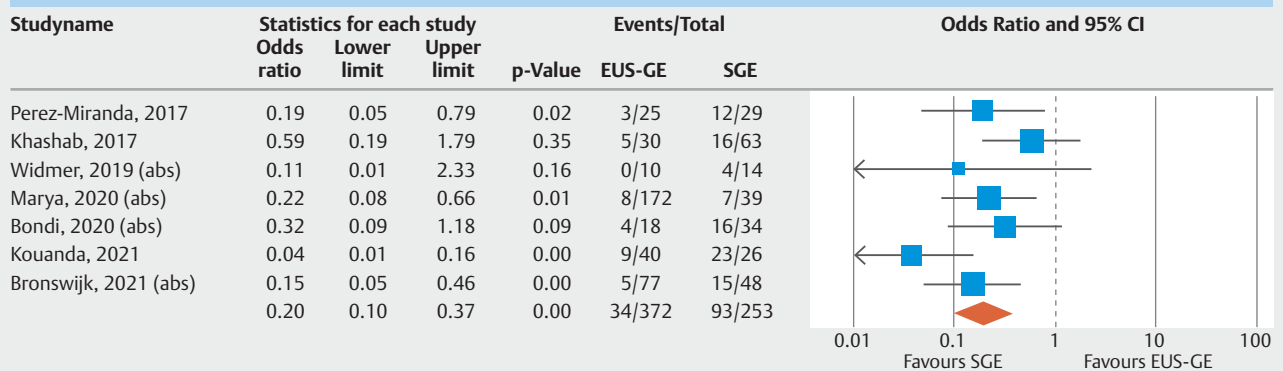 Studyname Statistics for each study Events/Total Odds Ratio and 95% CI
Odds Lower Upper
ratio limit limit p-Value EUS-GE SGE
Perez-Miranda, 2017 0.19 0.05 0.79 0.02 3/25 12/29
Khashab, 2017 0.59 0.19 1.79 0.35 5/30 16/63
Widmer, 2019 (abs) 0.11 0.01 2.33 0.16 0/10 4/14
Marya, 2020 (abs) 0.22 0.08 0.66 0.01 8/172 7/39
Bondi, 2020 (abs) 0.32 0.09 1.18 0.09 4/18 16/34
Kouanda, 2021 0.04 0.01 0.16 0.00 9/40 23/26
Bronswijk, 2021 (abs) 0.15 0.05 0.46 0.00 5/77 15/48
0.20 0.10 0.37 0.00 34/372 93/253
0.01 0.1 1 10 100
Favours SGE Favours EUS-GE